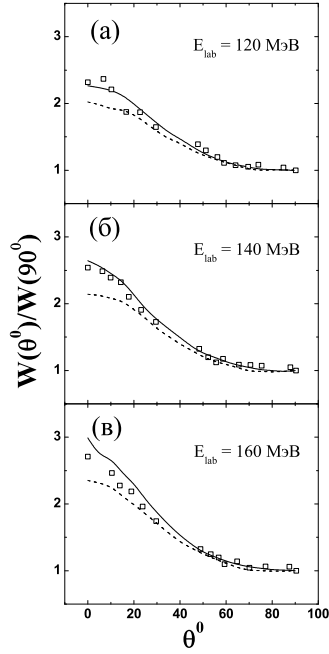 (а)
E_lab = 120 МэВ
3
2
1
(б)
E_lab = 140 МэВ
3
2
1
W(θ⁰)/W(90⁰)
(в)
E_lab = 160 МэВ
3
2
1
0 20 40 60 80 100
θ⁰